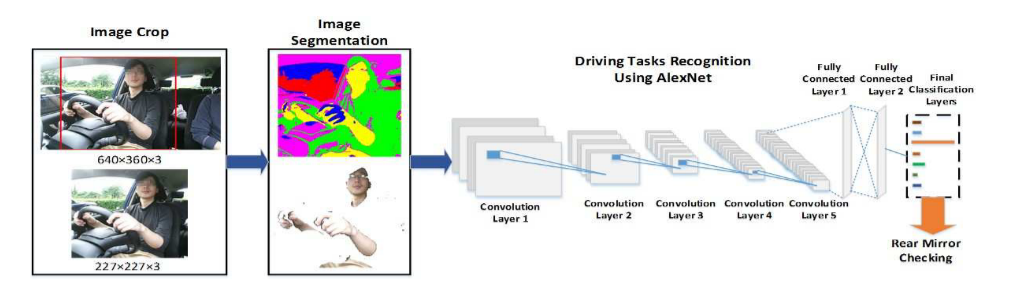 Image Crop
640×360×3
227×227×3
Image
Segmentation
Driving Tasks Recognition
Using AlexNet
Convolution
Layer 1
Convolution
Layer 2
Convolution
Layer 3
Convolution
Layer 4
Convolution
Layer 5
Fully
Connected
Layer 1
Fully
Connected
Layer 2
Final
Classification
Layers
Rear Mirror
Checking